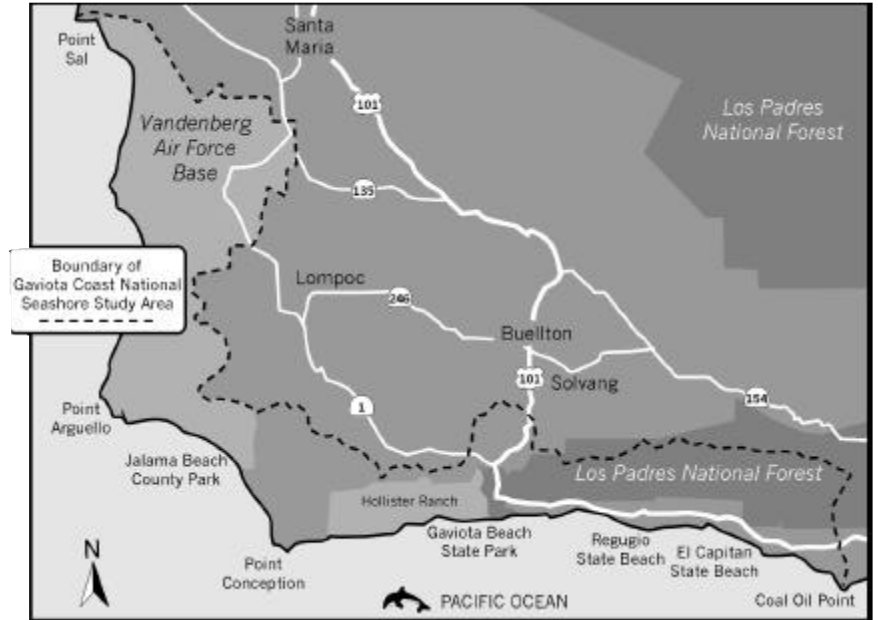 Santa
Maria
Point
Sal
101
Los Padres
National Forest
Vandenberg
Air Force
Base
135
Boundary of
Gaviota Coast National
Seashore Study Area
Lompoc
246
Buellton
101
Solvang
154
1
Point
Arguello
Jalama Beach
County Park
Los Padres National Forest
Hollister Ranch
Gaviota Beach
State Park
Regugio
State Beach
El Capitan
State Beach
N
Point
Conception
PACIFIC OCEAN
Coal Oil Point